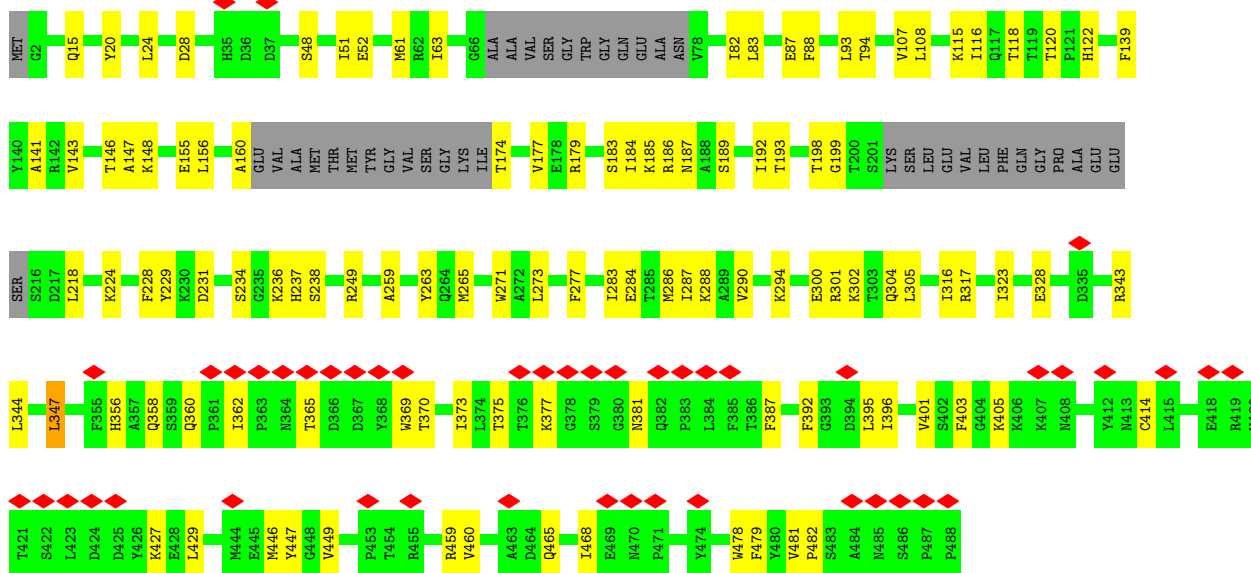 MET G2 Q15 Y20 L24 D28 H35 D36 D37 S48 I51 E52 M61 R62 I63 G66 ALA ALA VAL SER GLY TRP GLY GLN GLU ALA ASN V78 I82 L83 E87 F88 L93 T94 V107 L108 K115 I116 Q117 T118 T119 T120 P121 H122 F139
Y140 A141 R142 V143 T146 A147 K148 E155 L156 A160 GLU VAL ALA MET THR MET TYR GLY VAL SER GLY LYS ILE T174 V177 E178 R179 S183 I184 K185 R186 N187 A188 S189 I192 T193 T198 G199 T200 S201 LYS SER LEU GLU VAL LEU PHE GLN GLY PRO ALA GLU GLU
SER S216 D217 L218 K224 F228 Y229 K230 D231 S234 G235 K236 H237 S238 R249 A259 Y263 Q264 M265 W271 A272 L273 F277 I283 E284 T285 M286 I287 K288 A289 V290 K294 E300 R301 K302 T303 Q304 L305 I316 R317 I323 E328 D335 R343
L344 L347 F355 H356 A357 Q358 S359 Q360 P361 I362 P363 N364 T365 D366 D367 Y368 W369 T370 I373 L374 T375 T376 K377 G378 S379 G380 N381 Q382 P383 L384 F385 T386 F387 F392 G393 D394 L395 I396 V401 S402 F403 G404 K405 K406 K407 N408 Y412 N413 C414 L415 E418 R419
T421 S422 L423 D424 D425 Y426 K427 E428 L429 M444 E445 M446 Y447 G448 V449 P453 T454 R455 R459 V460 A463 D464 Q465 I468 E469 N470 P471 Y474 W478 F479 Y480 V481 P482 S483 A484 N485 S486 P487 P488